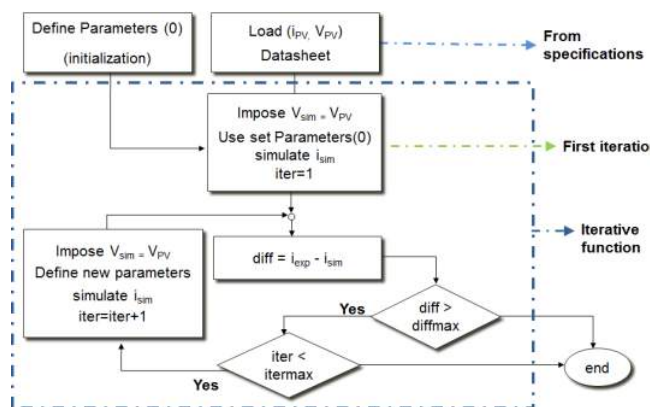 Define Parameters (0)
(initialization)
Load (iPV, VPV)
Datasheet
From
specifications
Impose Vsim = VPV
Use set Parameters(0)
simulate isim
iter=1
First iteratio
Impose Vsim = VPV
Define new parameters
simulate isim
iter=iter+1
diff = iexp - isim
Iterative
function
Yes
diff >
diffmax
iter <
itermax
Yes
end